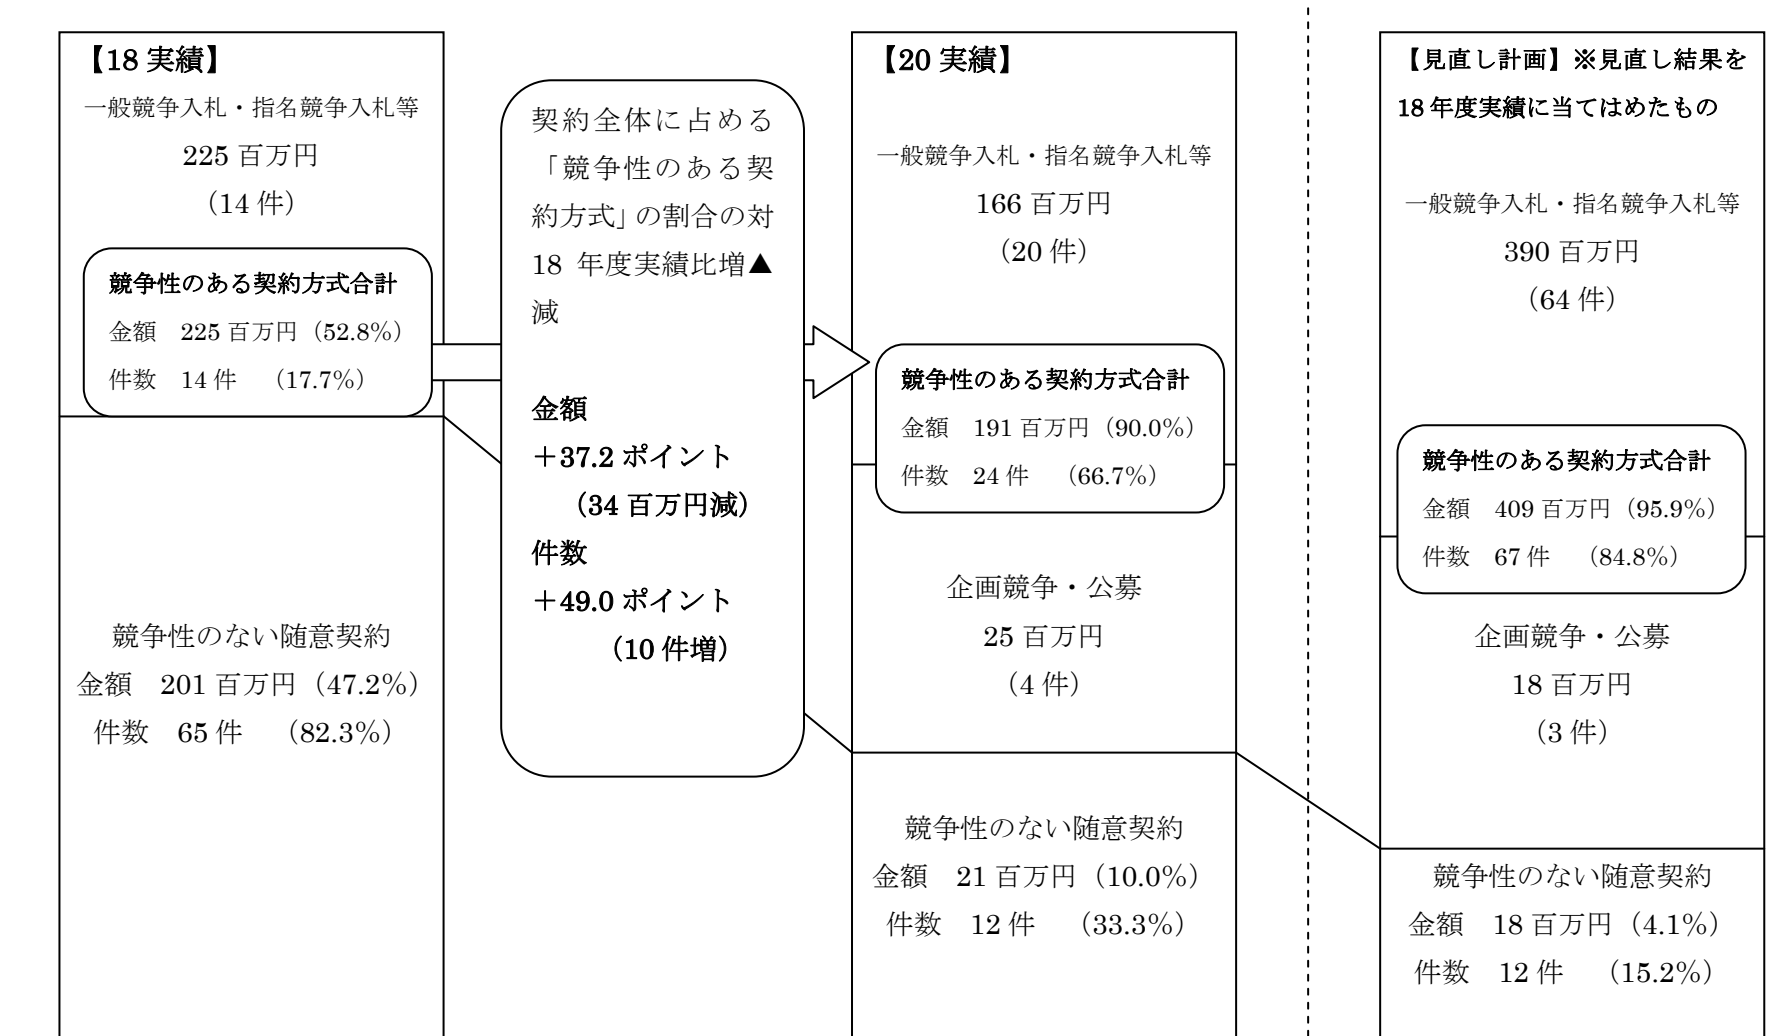 【18 実績】
一般競争入札・指名競争入札等
225 百万円
（14 件）
競争性のある契約方式合計
金額　225 百万円（52.8%）
件数　14 件　（17.7%）
競争性のない随意契約
金額　201 百万円（47.2%）
件数　65 件　（82.3%）
契約全体に占める
「競争性のある契
約方式」の割合の対
18 年度実績比増▲
減
金額
＋37.2 ポイント
（34 百万円減）
件数
＋49.0 ポイント
（10 件増）
【20 実績】
一般競争入札・指名競争入札等
166 百万円
（20 件）
競争性のある契約方式合計
金額　191 百万円（90.0%）
件数　24 件　（66.7%）
企画競争・公募
25 百万円
（4 件）
競争性のない随意契約
金額　21 百万円（10.0%）
件数　12 件　（33.3%）
【見直し計画】※見直し結果を
18 年度実績に当てはめたもの
一般競争入札・指名競争入札等
390 百万円
（64 件）
競争性のある契約方式合計
金額　409 百万円（95.9%）
件数　67 件　（84.8%）
企画競争・公募
18 百万円
（3 件）
競争性のない随意契約
金額　18 百万円（4.1%）
件数　12 件　（15.2%）